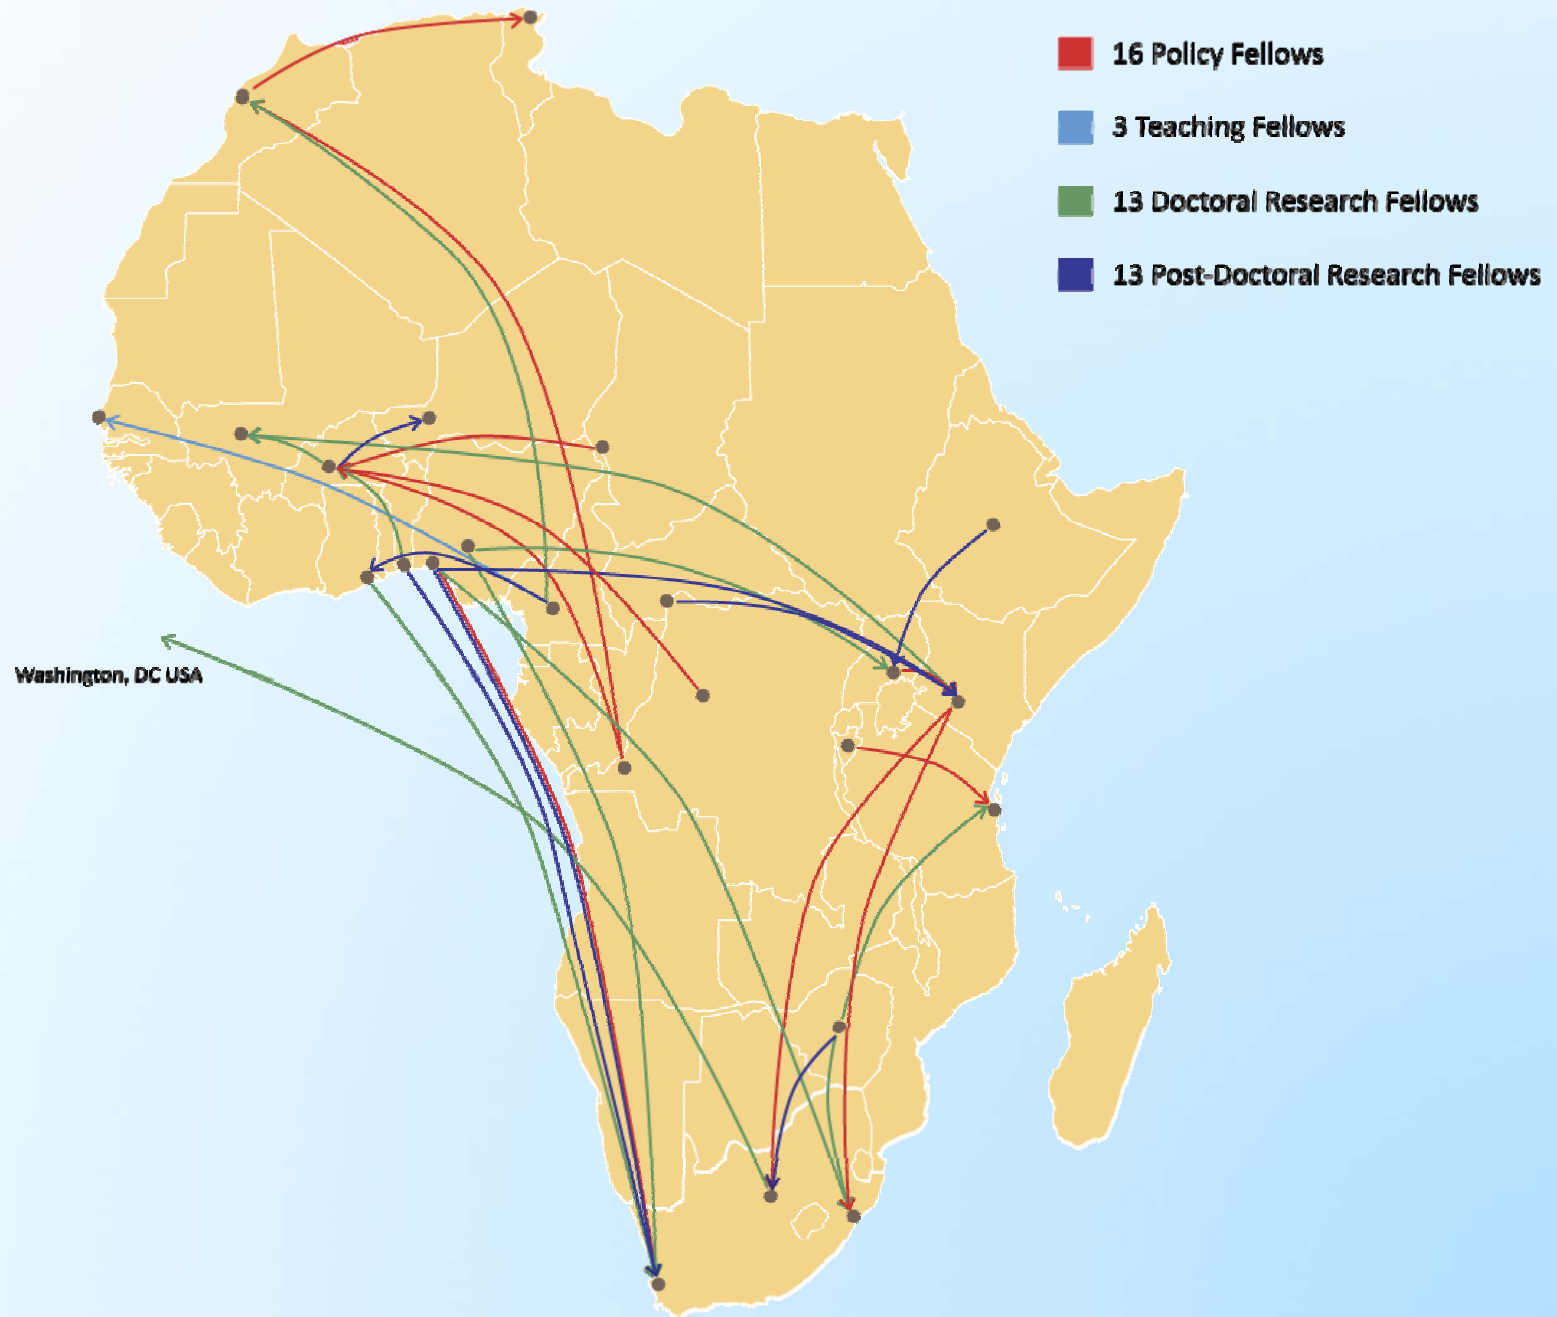 16 Policy Fellows
3 Teaching Fellows
13 Doctoral Research Fellows
13 Post-Doctoral Research Fellows
Washington, DC USA